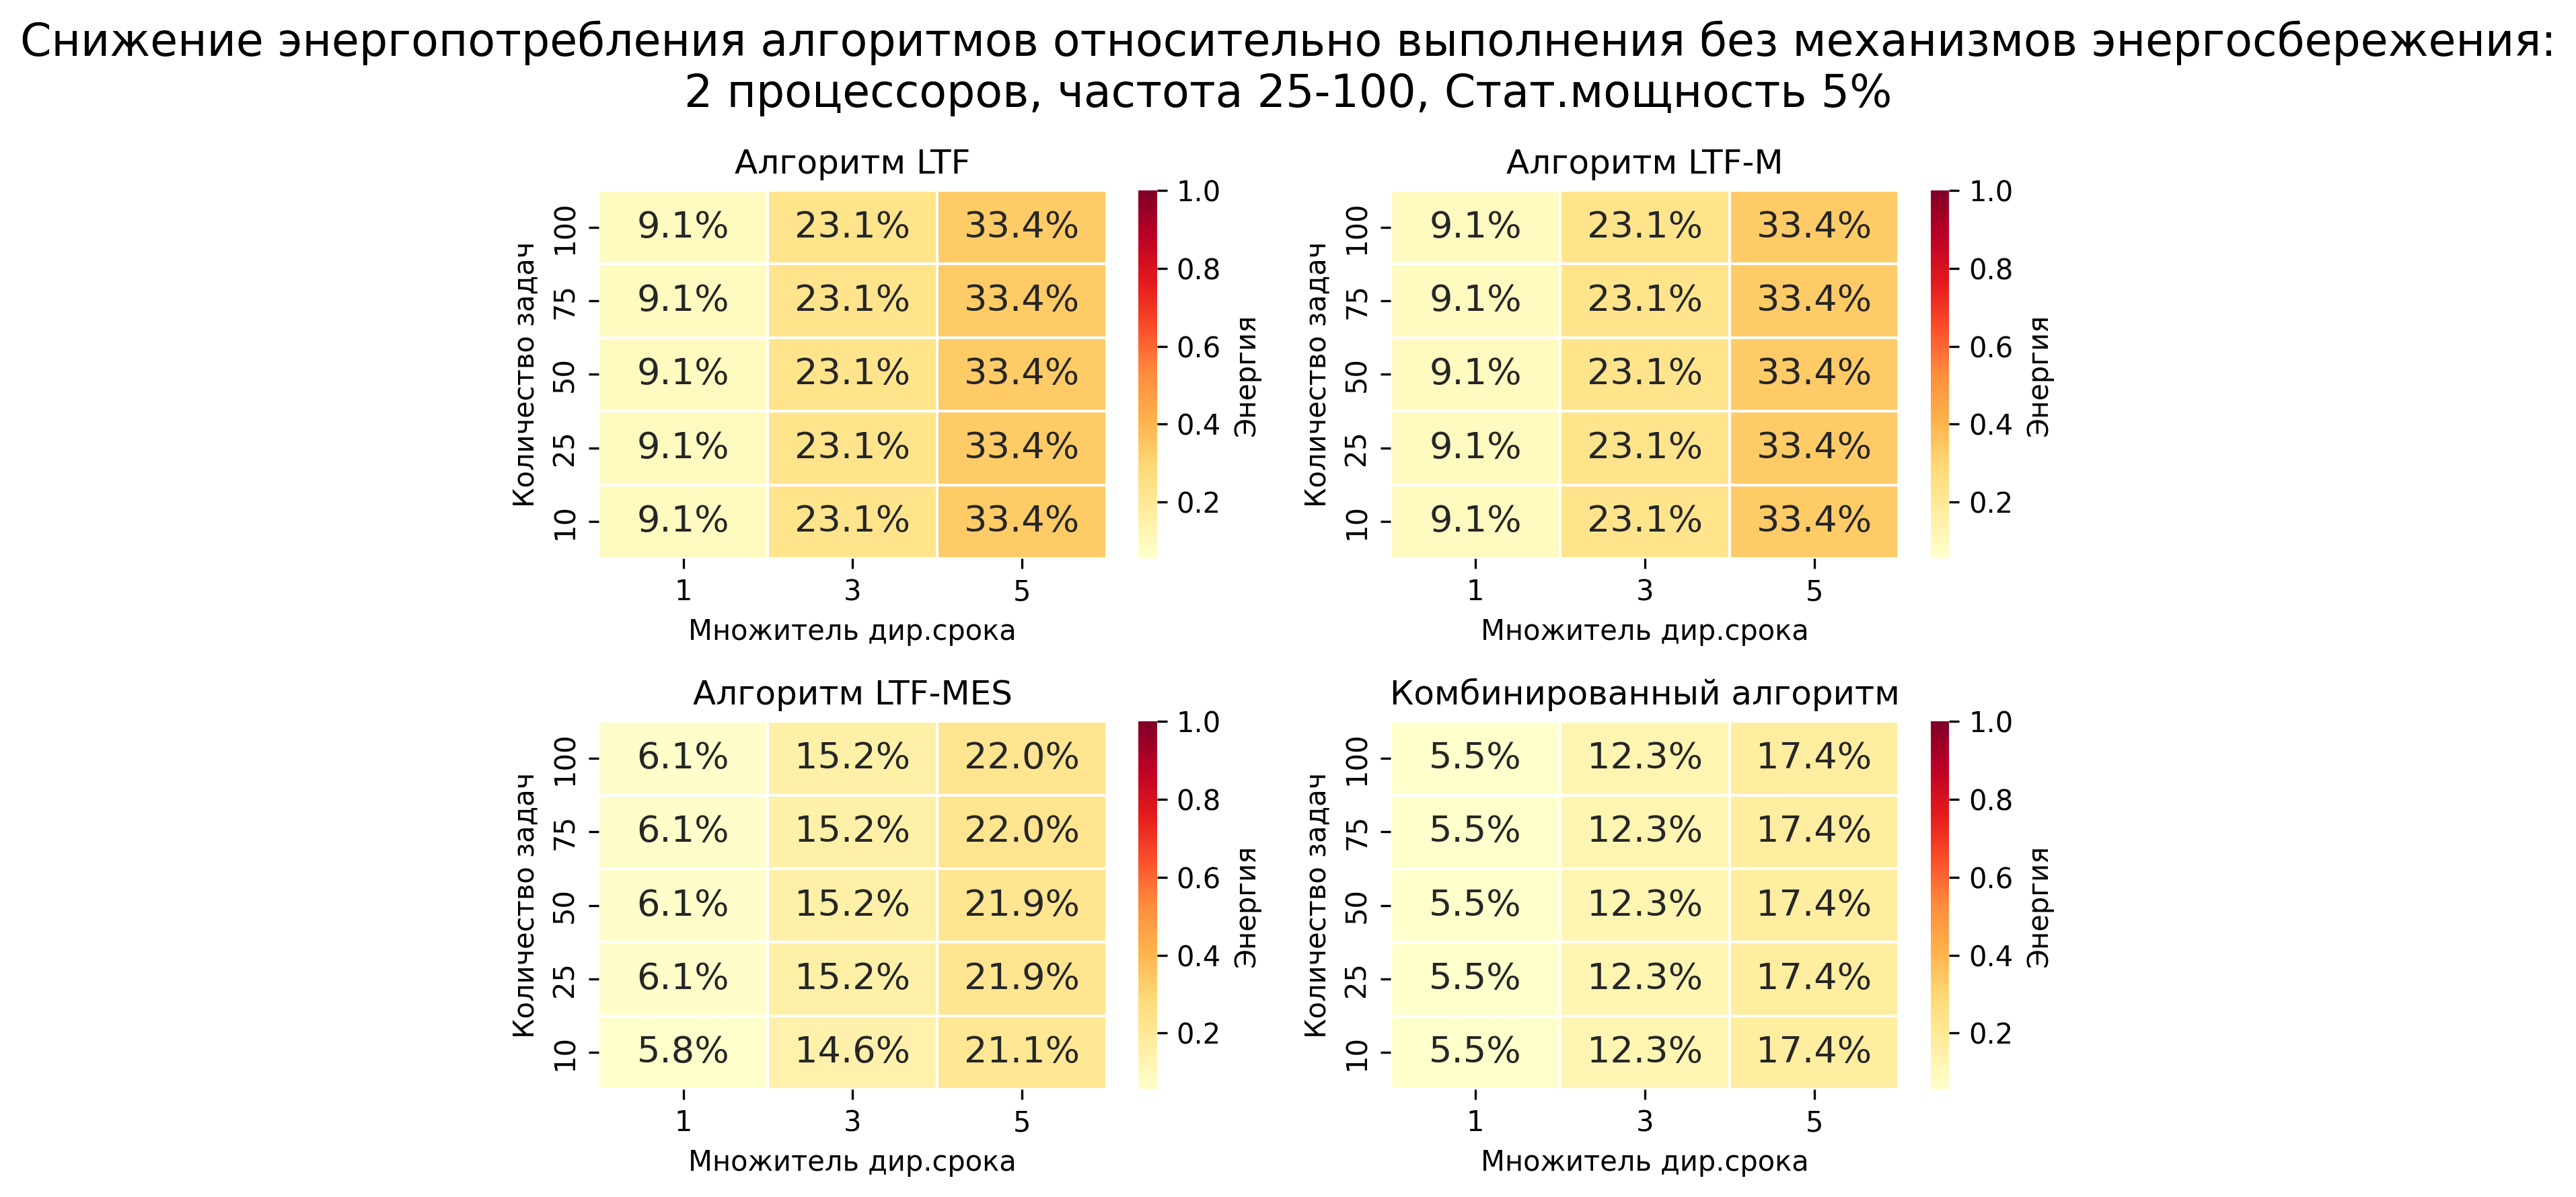 Снижение энергопотребления алгоритмов относительно выполнения без механизмов энергосбережения:
2 процессоров, частота 25-100, Стат.мощность 5%
Алгоритм LTF
Количество задач
100 9.1% 23.1% 33.4%
75 9.1% 23.1% 33.4%
50 9.1% 23.1% 33.4%
25 9.1% 23.1% 33.4%
10 9.1% 23.1% 33.4%
1 3 5
Множитель дир.срока
1.0
0.8
0.6
0.4
0.2
Энергия
Алгоритм LTF-M
Количество задач
100 9.1% 23.1% 33.4%
75 9.1% 23.1% 33.4%
50 9.1% 23.1% 33.4%
25 9.1% 23.1% 33.4%
10 9.1% 23.1% 33.4%
1 3 5
Множитель дир.срока
1.0
0.8
0.6
0.4
0.2
Энергия
Алгоритм LTF-MES
Количество задач
100 6.1% 15.2% 22.0%
75 6.1% 15.2% 22.0%
50 6.1% 15.2% 21.9%
25 6.1% 15.2% 21.9%
10 5.8% 14.6% 21.1%
1 3 5
Множитель дир.срока
1.0
0.8
0.6
0.4
0.2
Энергия
Комбинированный алгоритм
Количество задач
100 5.5% 12.3% 17.4%
75 5.5% 12.3% 17.4%
50 5.5% 12.3% 17.4%
25 5.5% 12.3% 17.4%
10 5.5% 12.3% 17.4%
1 3 5
Множитель дир.срока
1.0
0.8
0.6
0.4
0.2
Энергия